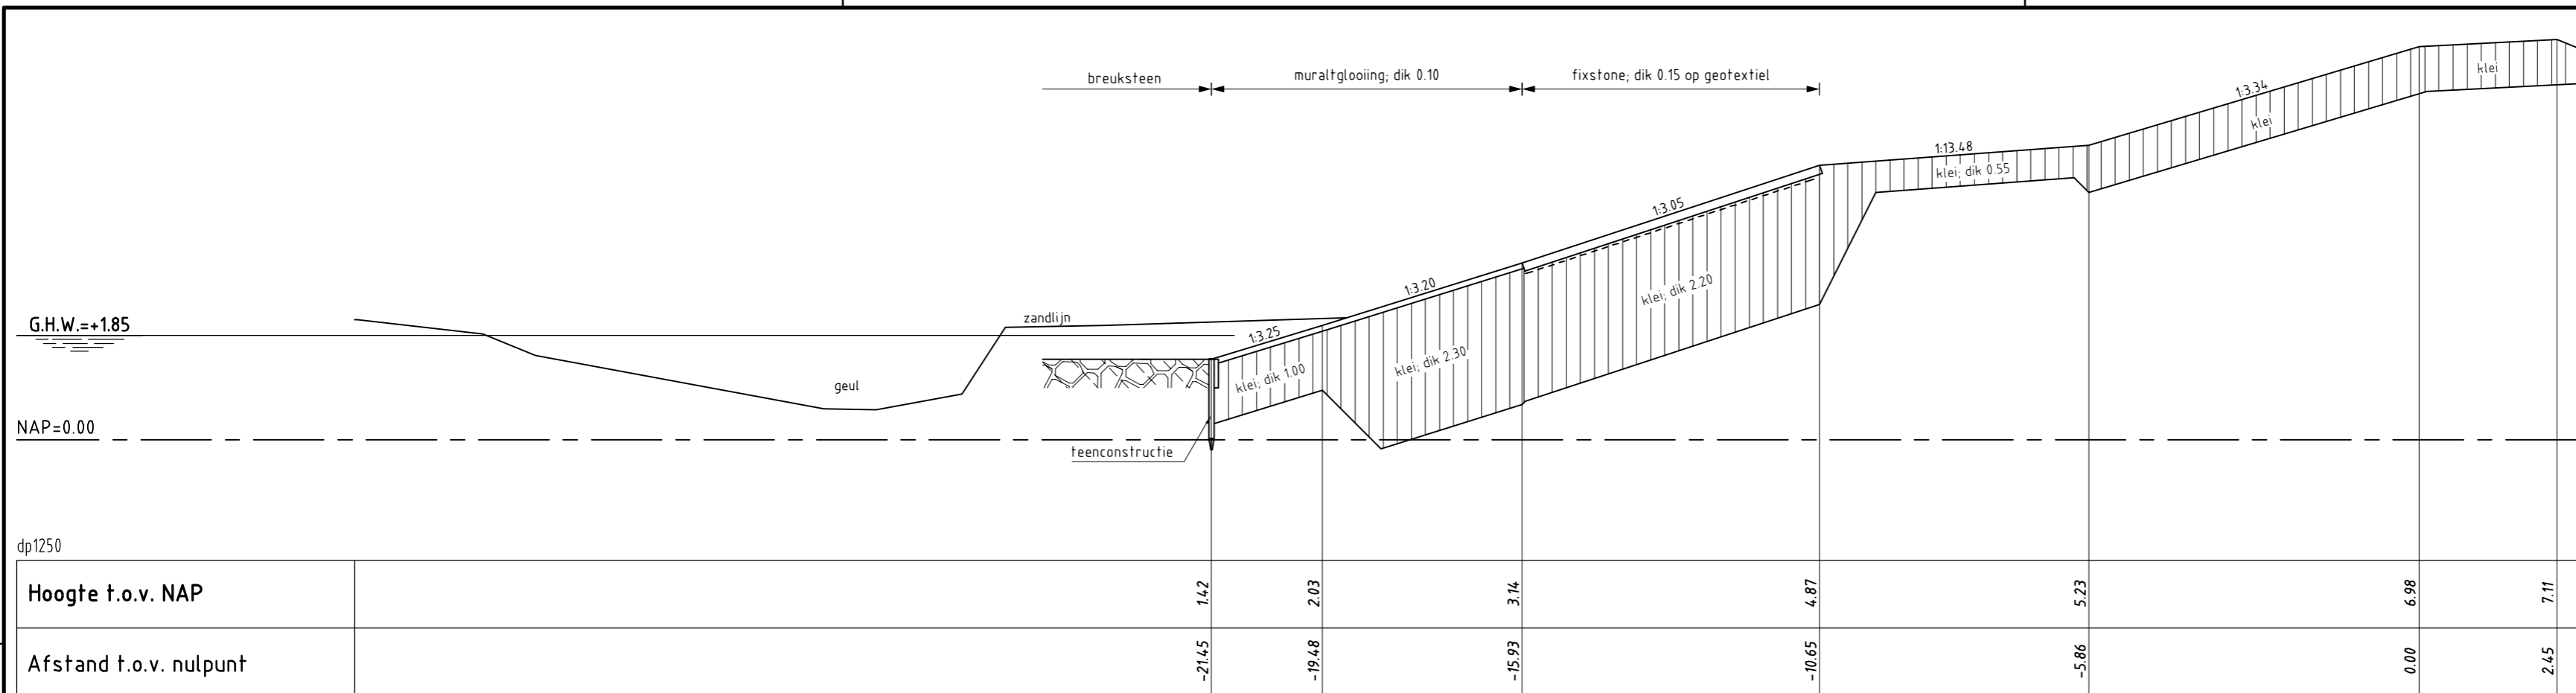 breuksteen
muraltglooiing; dik 0.10
fixstone; dik 0.15 op geotextiel
klei
1:3.34
klei
1:13.48
klei; dik 0.55
1:3.05
klei; dik 2.20
1:3.20
zandlijn
G.H.W.=+1.85
1:3.25
klei; dik 2.30
klei; dik 1.00
geul
NAP=0.00
teenconstructie
dp1250
Hoogte t.o.v. NAP
1.42
2.03
3.14
4.87
5.23
6.98
7.11
Afstand t.o.v. nulpunt
-21.45
-19.48
-15.93
-10.65
-5.86
0.00
2.45